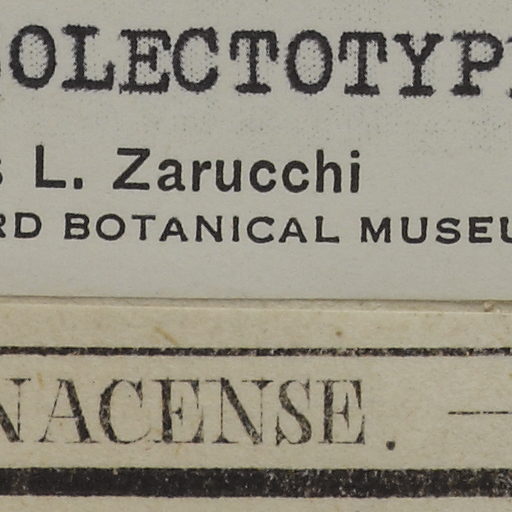 OLECTOTYP
L. Zarucchi
RD BOTANICAL MUSEU
NACENSE. —